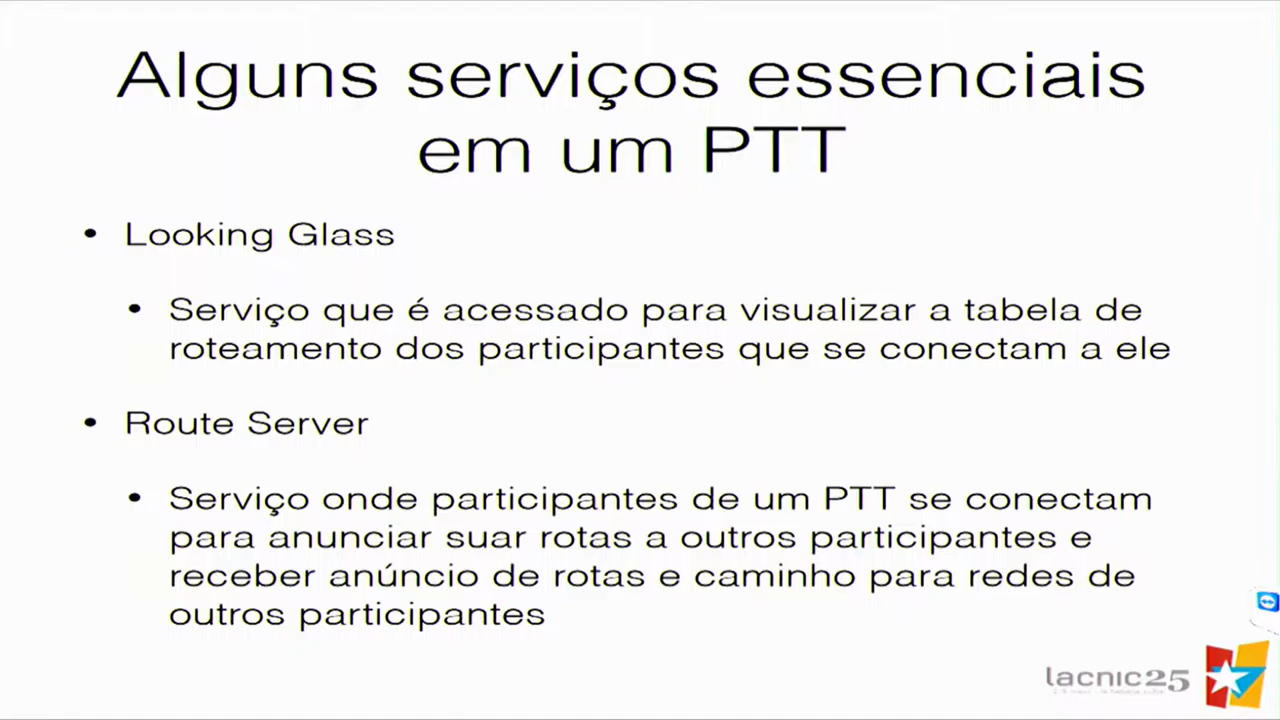 Alguns serviços essenciais
em um PTT
• Looking Glass
• Serviço que é acessado para visualizar a tabela de
roteamento dos participantes que se conectam a ele
• Route Server
• Serviço onde participantes de um PTT se conectam
para anunciar suar rotas a outros participantes e
receber anúncio de rotas e caminho para redes de
outros participantes
lacnic25